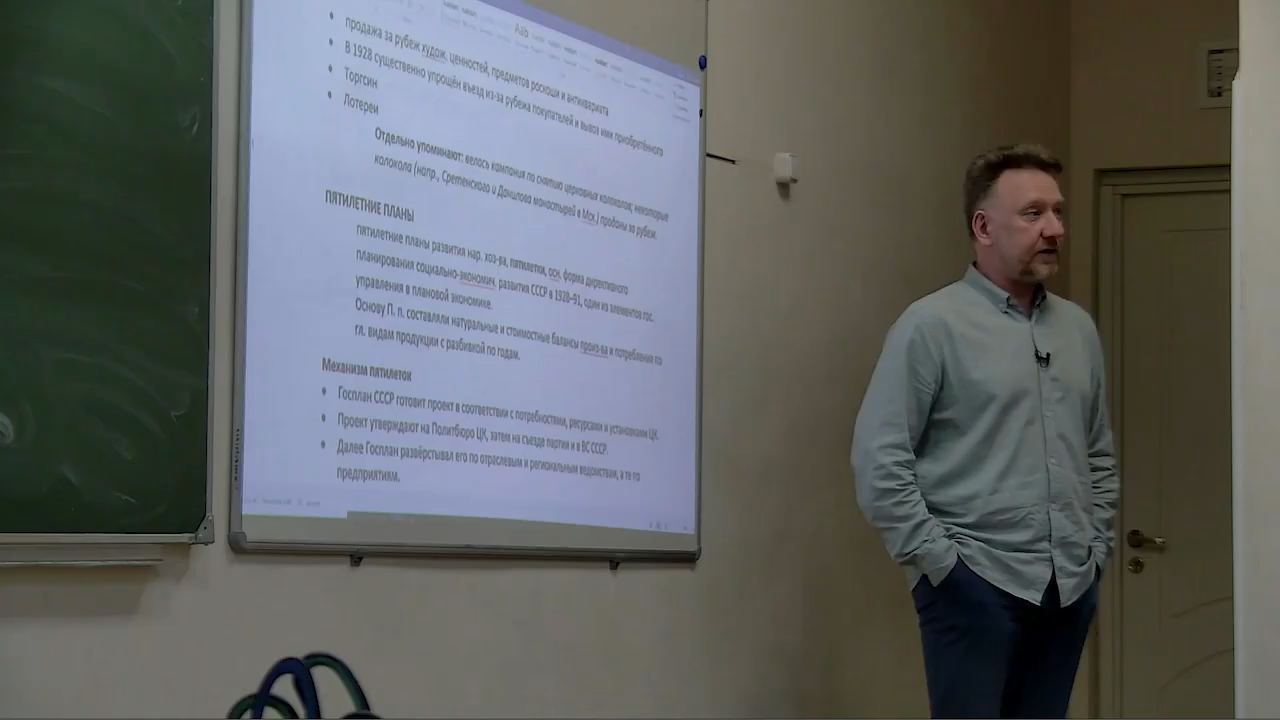 продажа за рубеж худож. ценностей, предметов роскоши и антиквариата
В 1928 существенно упрощён въезд из-за рубежа покупателей и вывоз ими приобретённого
Торгсин
Лотереи
Отдельно упоминают: велась кампания по снятию церковных колоколов; некоторые
колокола (напр., Сретенского и Данилова монастырей в Мск.) проданы за рубеж.
ПЯТИЛЕТНИЕ ПЛАНЫ
пятилетние планы развития нар. хоз-ва, пятилетки, осн. форма директивного
планирования социально-экономич. развития СССР в 1928–91, один из элементов гос.
управления в плановой экономике.
Основу П. п. составляли натуральные и стоимостные балансы произ-ва и потребления по
гл. видам продукции с разбивкой по годам.
Механизм пятилеток
Госплан СССР готовит проект в соответствии с потребностями, ресурсами и установками ЦК.
Проект утверждают на Политбюро ЦК, затем на съезде партии и в ВС СССР.
Далее Госплан развёрстывал его по отраслевым и региональным ведомствам, а те по
предприятиям.